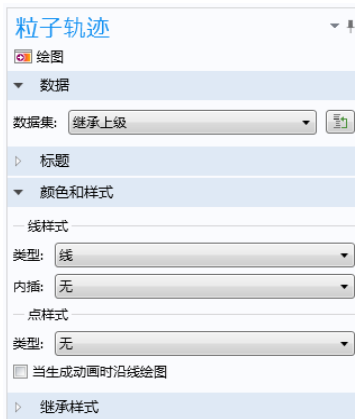 粒子轨迹
绘图
数据
数据集: 继承上级
标题
颜色和样式
线样式
类型: 线
内插: 无
点样式
类型: 无
当生成动画时沿线绘图
继承样式